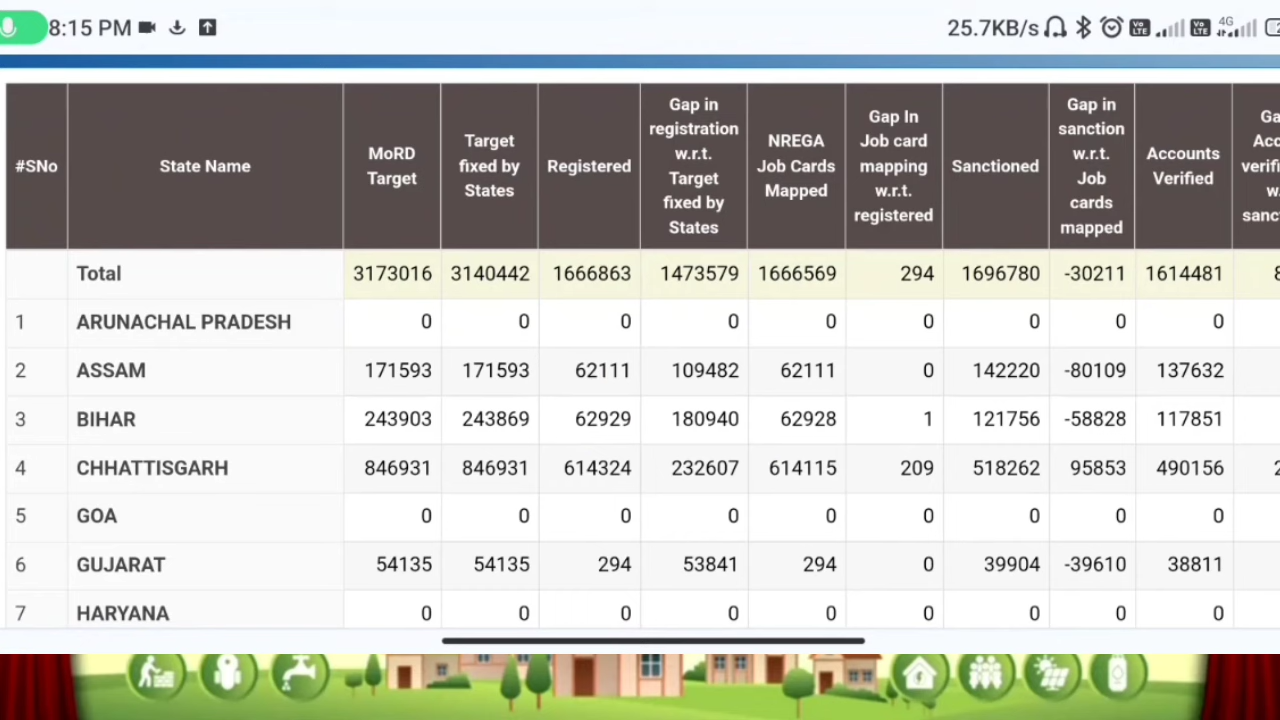 8:15 PM 25.7KB/s Vo LTE Vo LTE 4G
#SNo State Name MoRD Target Target fixed by States Registered Gap in registration w.r.t. Target fixed by States NREGA Job Cards Mapped Gap In Job card mapping w.r.t. registered Sanctioned Gap in sanction w.r.t. Job cards mapped Accounts Verified
Total 3173016 3140442 1666863 1473579 1666569 294 1696780 -30211 1614481
1 ARUNACHAL PRADESH 0 0 0 0 0 0 0 0 0
2 ASSAM 171593 171593 62111 109482 62111 0 142220 -80109 137632
3 BIHAR 243903 243869 62929 180940 62928 1 121756 -58828 117851
4 CHHATTISGARH 846931 846931 614324 232607 614115 209 518262 95853 490156
5 GOA 0 0 0 0 0 0 0 0 0
6 GUJARAT 54135 54135 294 53841 294 0 39904 -39610 38811
7 HARYANA 0 0 0 0 0 0 0 0 0